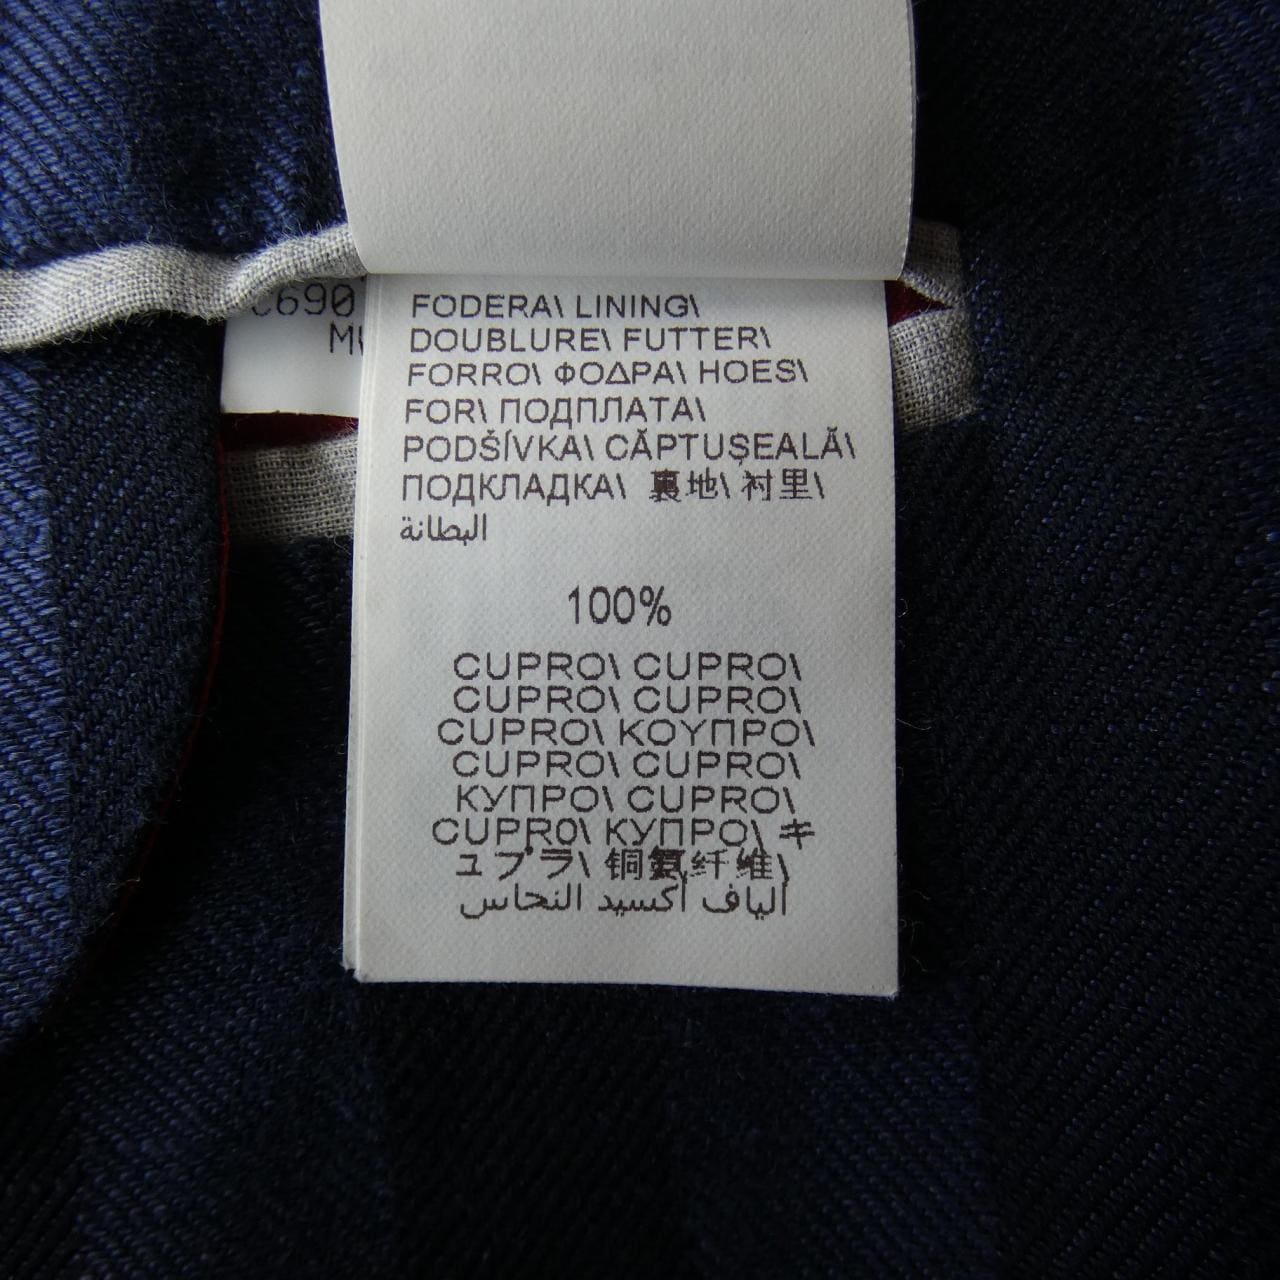 C690
FODERA\ LINING\
DOUBLURE\ FUTTER\
FORRO\ ΦΟΔΡΑ\ HOES\
FOR\ ПОДПЛАТА\
PODŠÍVKA\ CĂPTUȘEALĂ\
ПОДКЛАДКА\ 裏地\ 衬里\
البطانة
100%
CUPRO\ CUPRO\
CUPRO\ CUPRO\
CUPRO\ ΚΟΥΠΡΟ\
CUPRO\ CUPRO\
КУПРО\ CUPRO\
CUPRO\ КУПРО\ キ
ュプラ\ 铜氨纤维\
ألياف أكسيد النحاس